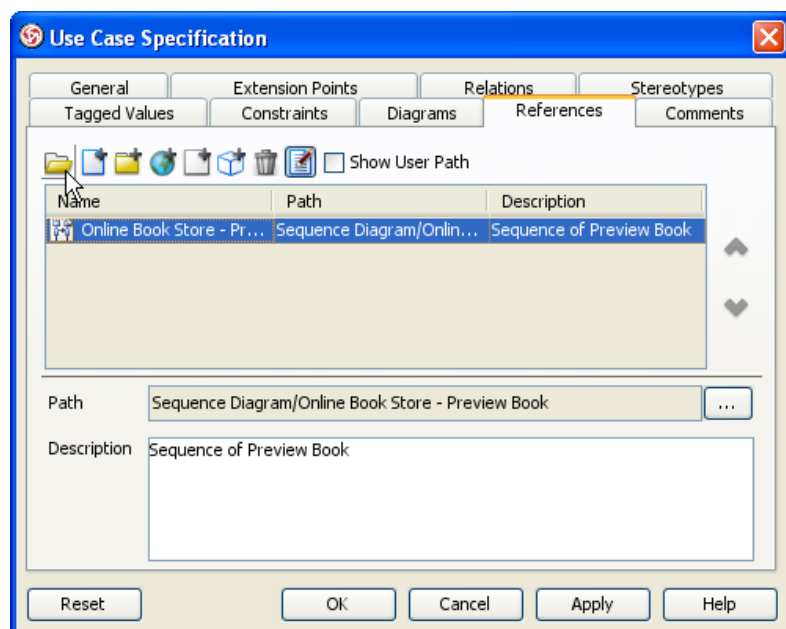 Use Case Specification
General Extension Points Relations Stereotypes
Tagged Values Constraints Diagrams References Comments
Show User Path
Name Path Description
Online Book Store - Pr... Sequence Diagram/Onlin... Sequence of Preview Book
Path Sequence Diagram/Online Book Store - Preview Book ...
Description Sequence of Preview Book
Reset OK Cancel Apply Help